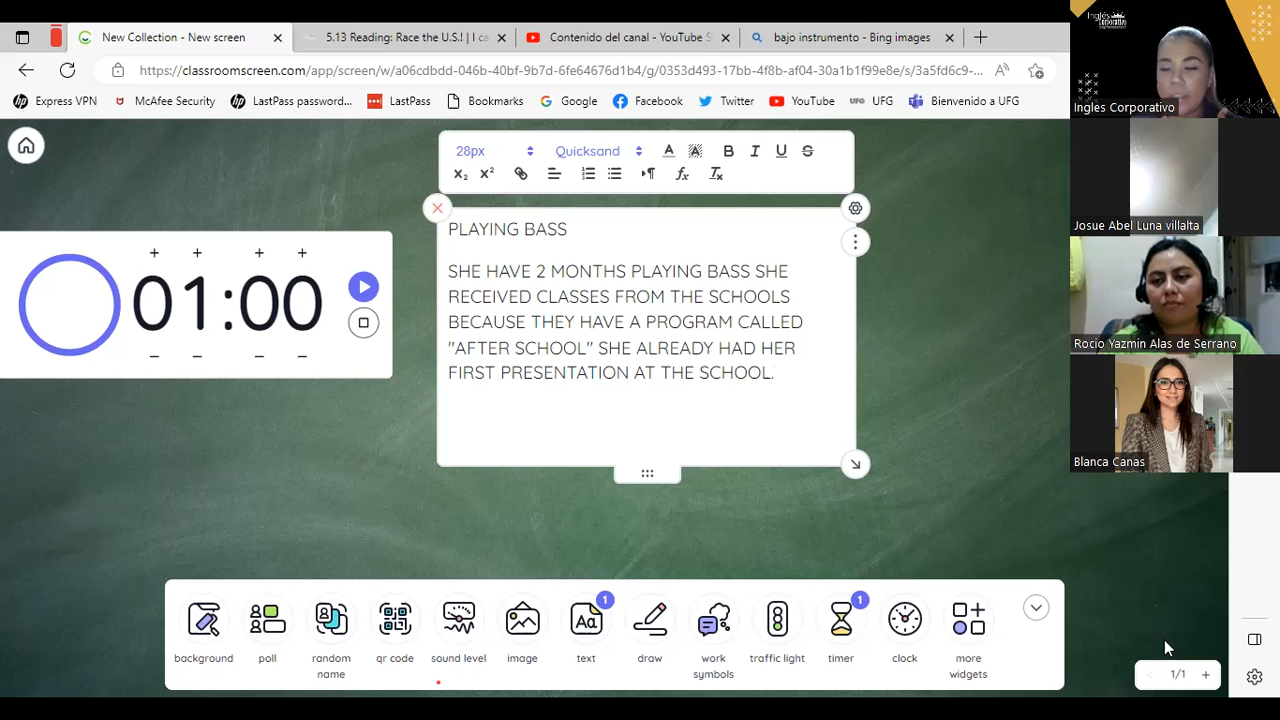 New Collection - New screen
5.13 Reading: Race the U.S.! | I ca
Contenido del canal - YouTube S
bajo instrumento - Bing images
https://classroomscreen.com/app/screen/w/a06cdbdd-046b-40bf-9b7d-6fe64676d1b4/g/0353d493-17bb-4f8b-af04-30a1b1f99e8e/s/3a5fd6c9-...
Express VPN
McAfee Security
LastPass password...
LastPass
Bookmarks
Google
Facebook
Twitter
YouTube
UFG
Bienvenido a UFG
28px
Quicksand
01:00
PLAYING BASS
SHE HAVE 2 MONTHS PLAYING BASS SHE
RECEIVED CLASSES FROM THE SCHOOLS
BECAUSE THEY HAVE A PROGRAM CALLED
"AFTER SCHOOL" SHE ALREADY HAD HER
FIRST PRESENTATION AT THE SCHOOL.
background
poll
random
name
qr code
sound level
image
text
1
draw
work
symbols
traffic light
timer
1
clock
more
widgets
1/1
Inglés
Corporativo
Ingles Corporativo
Josue Abel Luna villalta
Rocio Yazmin Alas de Serrano
Blanca Canas